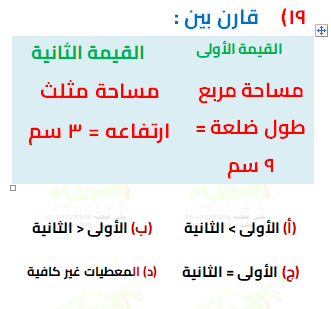 ١٩) قارن بين :
القيمة الأولى
القيمة الثانية
مساحة مربع
طول ضلعة =
٩ سم
مساحة مثلث
ارتفاعه = ٣ سم
(أ) الأولى > الثانية
(ب) الأولى < الثانية
(ج) الأولى = الثانية
(د) المعطيات غير كافية